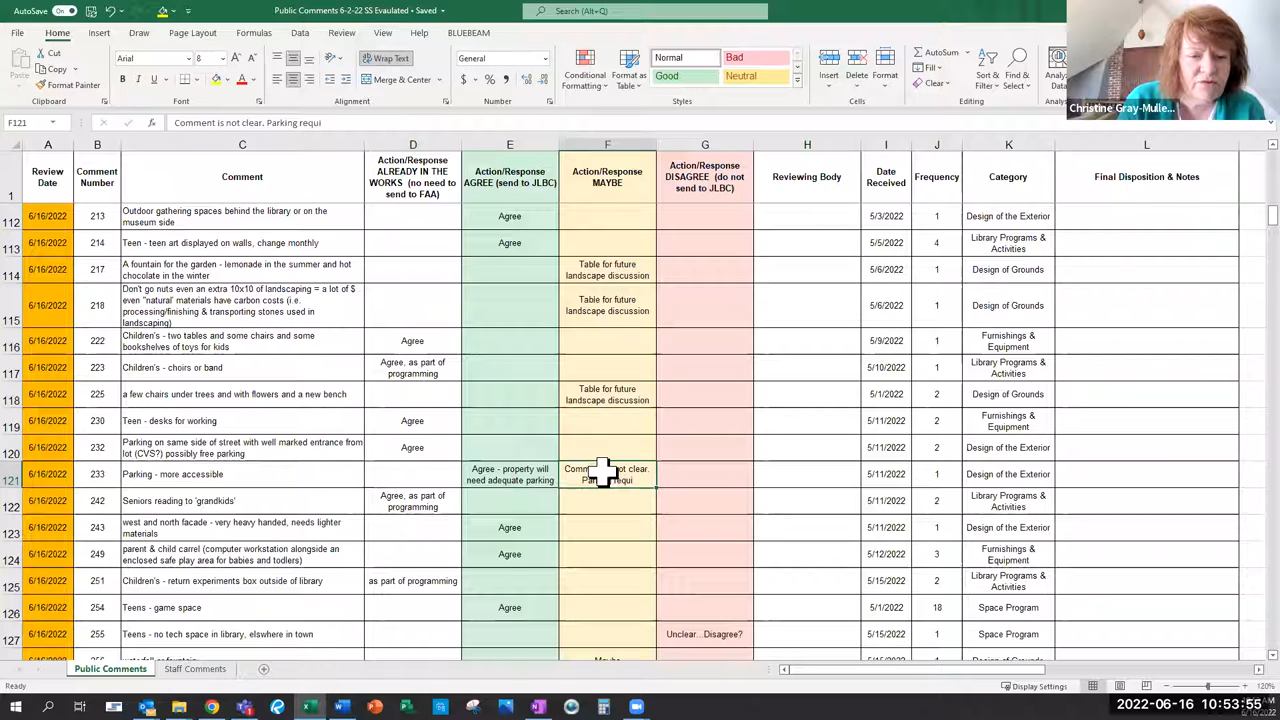 AutoSave On
Public Comments 6-2-22 SS Evaulated • Saved
Search (Alt+Q)
File Home Insert Draw Page Layout Formulas Data Review View Help BLUEBEAM
Paste
Cut
Copy
Format Painter
Clipboard
Arial 8
B I U
Font
Wrap Text
Merge & Center
Alignment
General
Number
Conditional Formatting
Format as Table
Normal Bad
Good Neutral
Styles
Insert Delete Format
Cells
AutoSum
Fill
Clear
Sort & Filter
Find & Select
Editing
Christine Gray-Mulle...
F121
fx
Comment is not clear. Parking requi
A B C D E F G H I J K L
1 Review Date Comment Number Comment Action/Response ALREADY IN THE WORKS (no need to send to FAA) Action/Response AGREE (send to JLBC) Action/Response MAYBE Action/Response DISAGREE (do not send to JLBC) Reviewing Body Date Received Frequency Category Final Disposition & Notes
112 6/16/2022 213 Outdoor gathering spaces behind the library or on the museum side Agree 5/3/2022 1 Design of the Exterior
113 6/16/2022 214 Teen - teen art displayed on walls, change monthly Agree 5/5/2022 4 Library Programs & Activities
114 6/16/2022 217 A fountain for the garden - lemonade in the summer and hot chocolate in the winter Table for future landscape discussion 5/6/2022 1 Design of Grounds
115 6/16/2022 218 Don't go nuts even an extra 10x10 of landscaping = a lot of $ even "natural' materials have carbon costs (i.e. processing/finishing & transporting stones used in landscaping) Table for future landscape discussion 5/6/2022 1 Design of Grounds
116 6/16/2022 222 Children's - two tables and some chairs and some bookshelves of toys for kids Agree 5/9/2022 1 Furnishings & Equipment
117 6/16/2022 223 Children's - choirs or band Agree, as part of programming 5/10/2022 1 Library Programs & Activities
118 6/16/2022 225 a few chairs under trees and with flowers and a new bench Table for future landscape discussion 5/1/2022 2 Design of Grounds
119 6/16/2022 230 Teen - desks for working Agree 5/11/2022 2 Furnishings & Equipment
120 6/16/2022 232 Parking on same side of street with well marked entrance from lot (CVS?) possibly free parking Agree 5/11/2022 2 Design of the Exterior
121 6/16/2022 233 Parking - more accessible Agree - property will need adequate parking 5/11/2022 1 Design of the Exterior
122 6/16/2022 242 Seniors reading to 'grandkids' Agree, as part of programming 5/11/2022 2 Library Programs & Activities
123 6/16/2022 243 west and north facade - very heavy handed, needs lighter materials Agree 5/11/2022 1 Design of the Exterior
124 6/16/2022 249 parent & child carrel (computer workstation alongside an enclosed safe play area for babies and todlers) Agree 5/12/2022 3 Furnishings & Equipment
125 6/16/2022 251 Children's - return experiments box outside of library as part of programming 5/15/2022 2 Library Programs & Activities
126 6/16/2022 254 Teens - game space Agree 5/1/2022 18 Space Program
127 6/16/2022 255 Teens - no tech space in library, elswhere in town Unclear...Disagree? 5/15/2022 1 Space Program
Public Comments Staff Comments
Ready
Display Settings
120%
2022-06-16 10:53:55